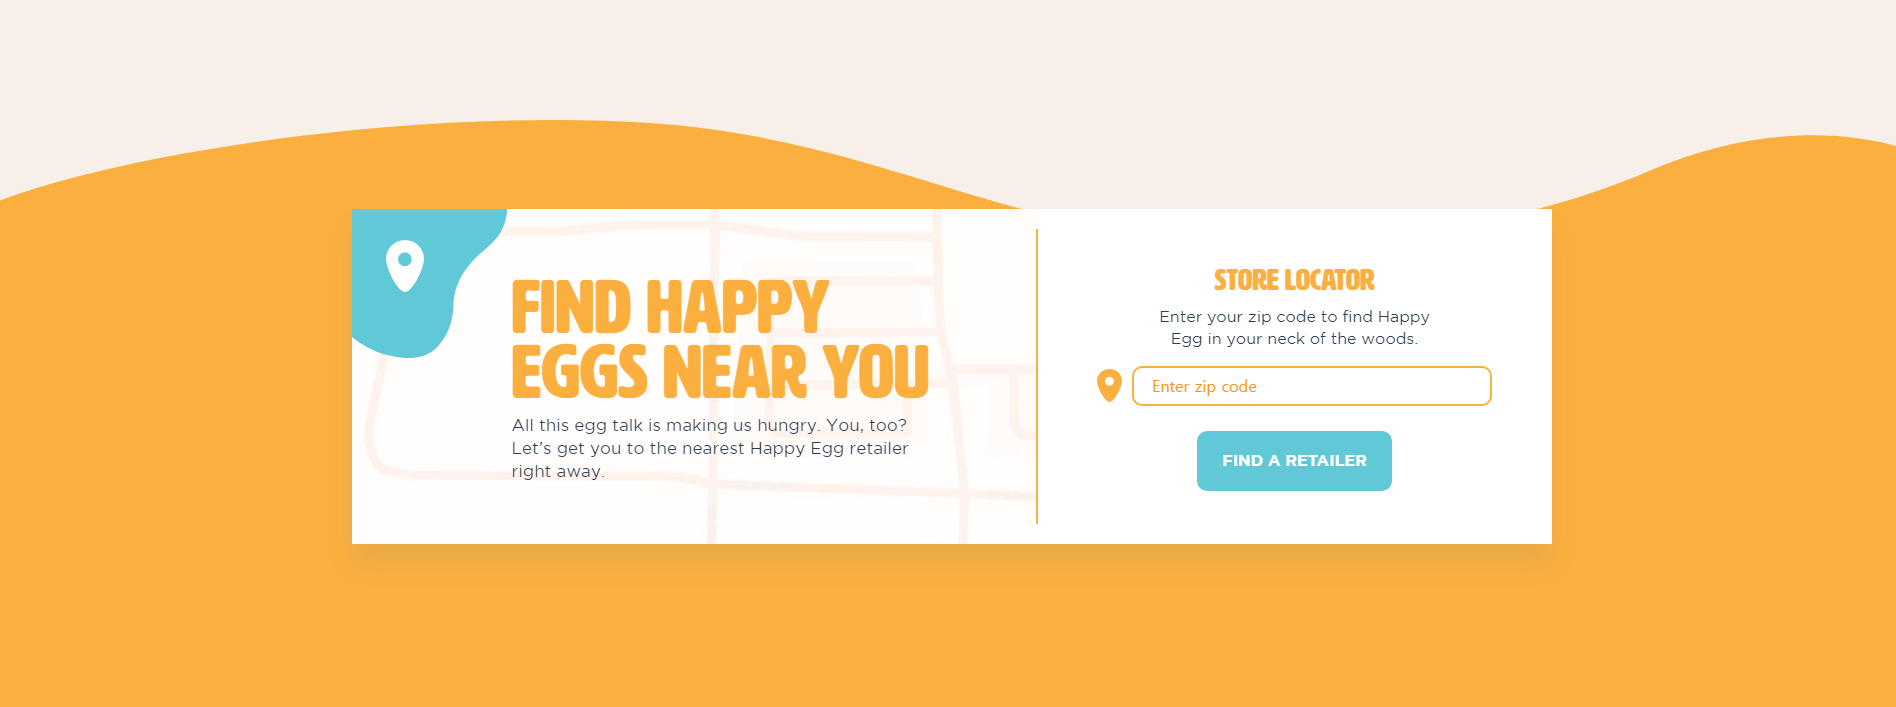 FIND HAPPY
EGGS NEAR YOU
All this egg talk is making us hungry. You, too?
Let’s get you to the nearest Happy Egg retailer
right away.
STORE LOCATOR
Enter your zip code to find Happy
Egg in your neck of the woods.
Enter zip code
FIND A RETAILER